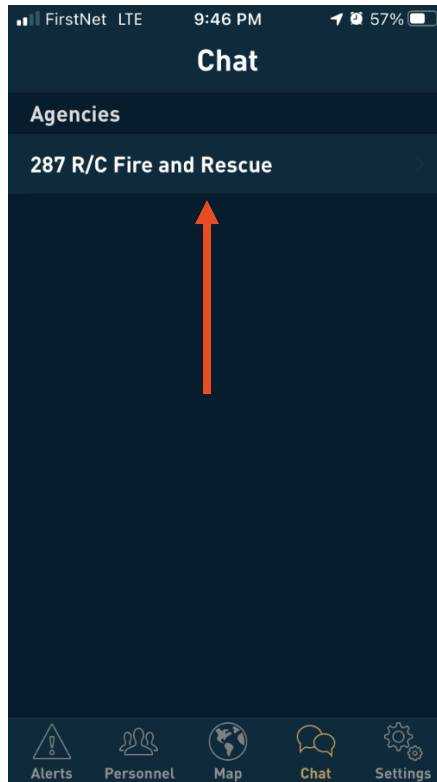 FirstNet LTE 9:46 PM 57%
Chat
Agencies
287 R/C Fire and Rescue
Alerts Personnel Map Chat Settings